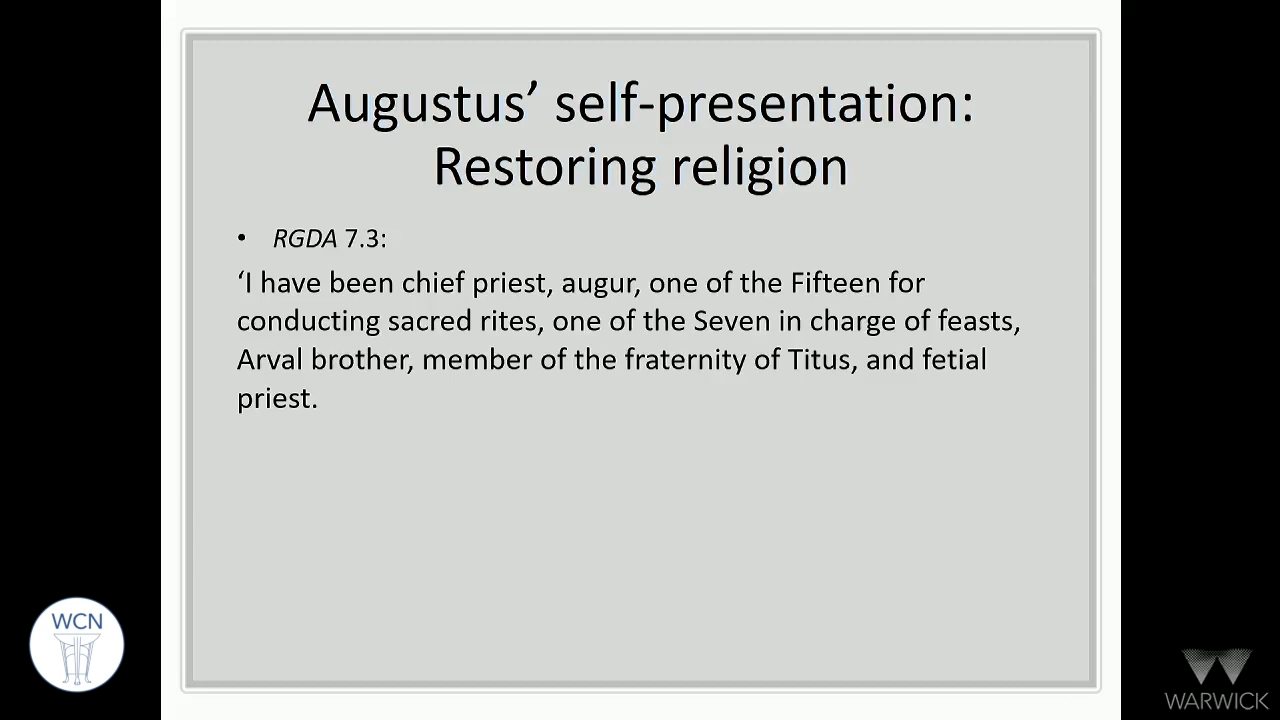 Augustus’ self-presentation:
Restoring religion
• RGDA 7.3:
‘I have been chief priest, augur, one of the Fifteen for
conducting sacred rites, one of the Seven in charge of feasts,
Arval brother, member of the fraternity of Titus, and fetial
priest.
WCN
WARWICK